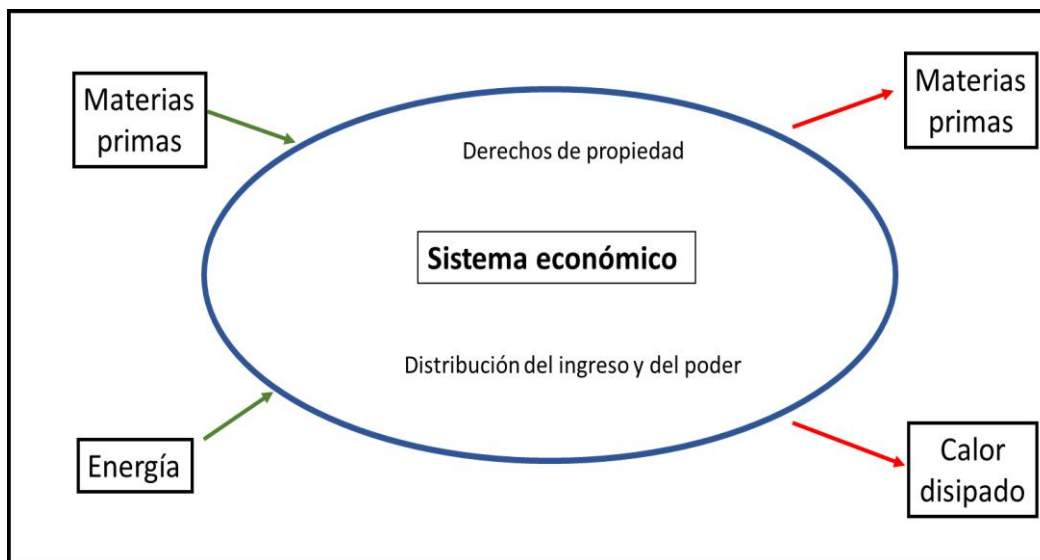 Materias
primas
Materias
primas
Derechos de propiedad
Sistema económico
Distribución del ingreso y del poder
Energía
Calor
disipado